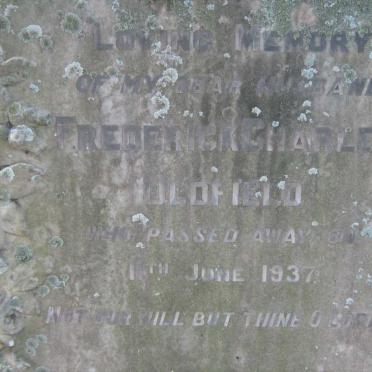 LOVING MEMORY
OF MY DEAR HUSBAND
FREDERICK CHARLES
OLDFIELD
WHO PASSED AWAY ON
11TH JUNE 1937
NOT OUR WILL BUT THINE O LORD